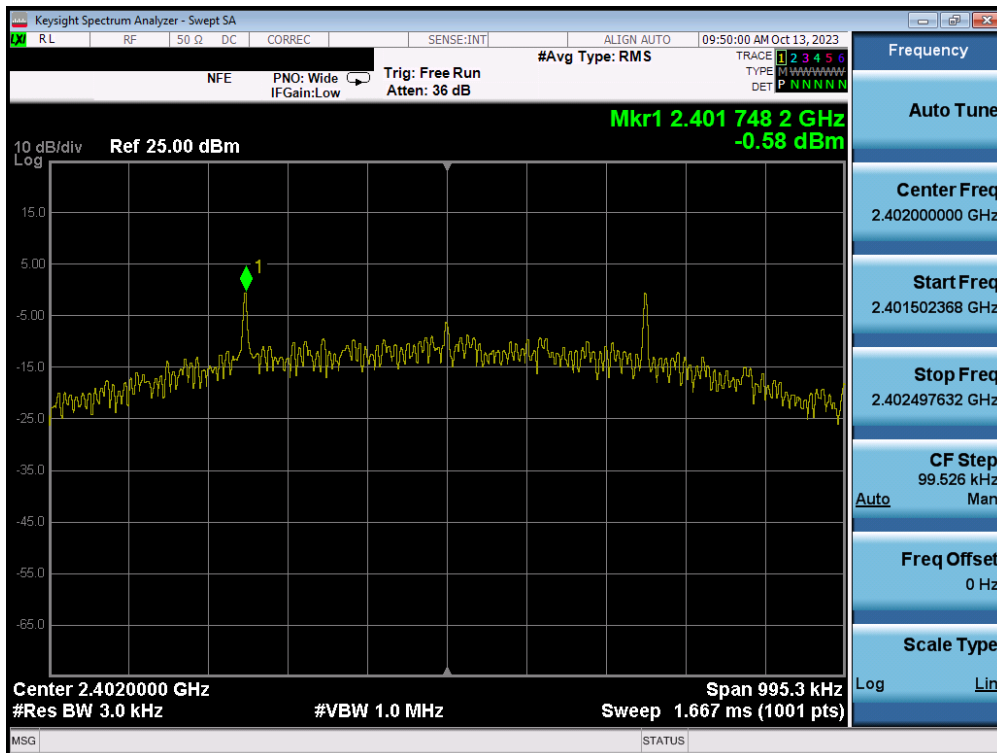 Keysight Spectrum Analyzer - Swept SA
LXI RL RF 50 Ω DC CORREC SENSE:INT ALIGN AUTO 09:50:00 AM Oct 13, 2023
NFE PNO: Wide Trig: Free Run #Avg Type: RMS TRACE 1 2 3 4 5 6
IFGain:Low Atten: 36 dB TYPE M WWWWW
DET P N N N N N
Mkr1 2.401 748 2 GHz
-0.58 dBm
10 dB/div Ref 25.00 dBm
Log
15.0
5.00
1
-5.00
-15.0
-25.0
-35.0
-45.0
-55.0
-65.0
Center 2.4020000 GHz Span 995.3 kHz
#Res BW 3.0 kHz #VBW 1.0 MHz Sweep 1.667 ms (1001 pts)
MSG STATUS
Frequency
Auto Tune
Center Freq
2.402000000 GHz
Start Freq
2.401502368 GHz
Stop Freq
2.402497632 GHz
CF Step
99.526 kHz
Auto Man
Freq Offset
0 Hz
Scale Type
Log Lin